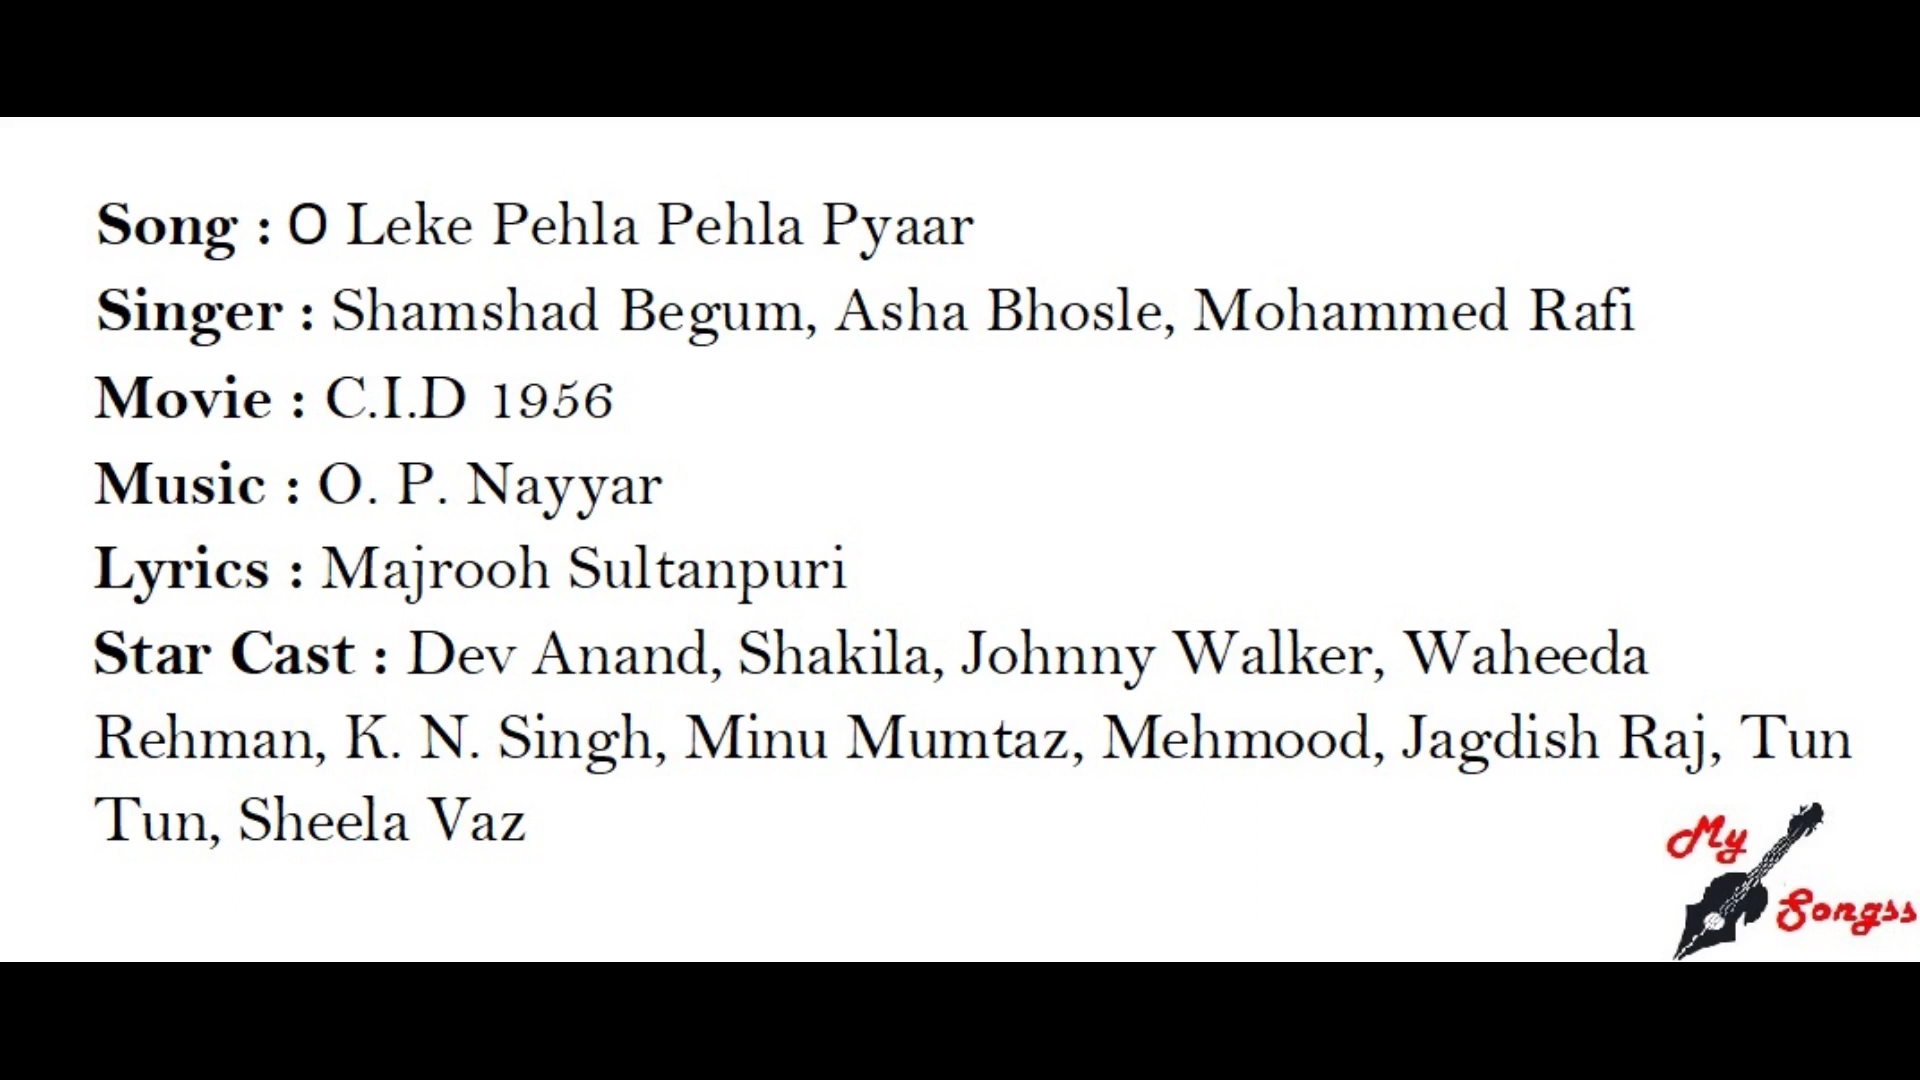 Song : O Leke Pehla Pehla Pyaar
Singer : Shamshad Begum, Asha Bhosle, Mohammed Rafi
Movie : C.I.D 1956
Music : O. P. Nayyar
Lyrics : Majrooh Sultanpuri
Star Cast : Dev Anand, Shakila, Johnny Walker, Waheeda
Rehman, K. N. Singh, Minu Mumtaz, Mehmood, Jagdish Raj, Tun
Tun, Sheela Vaz
My
Songss